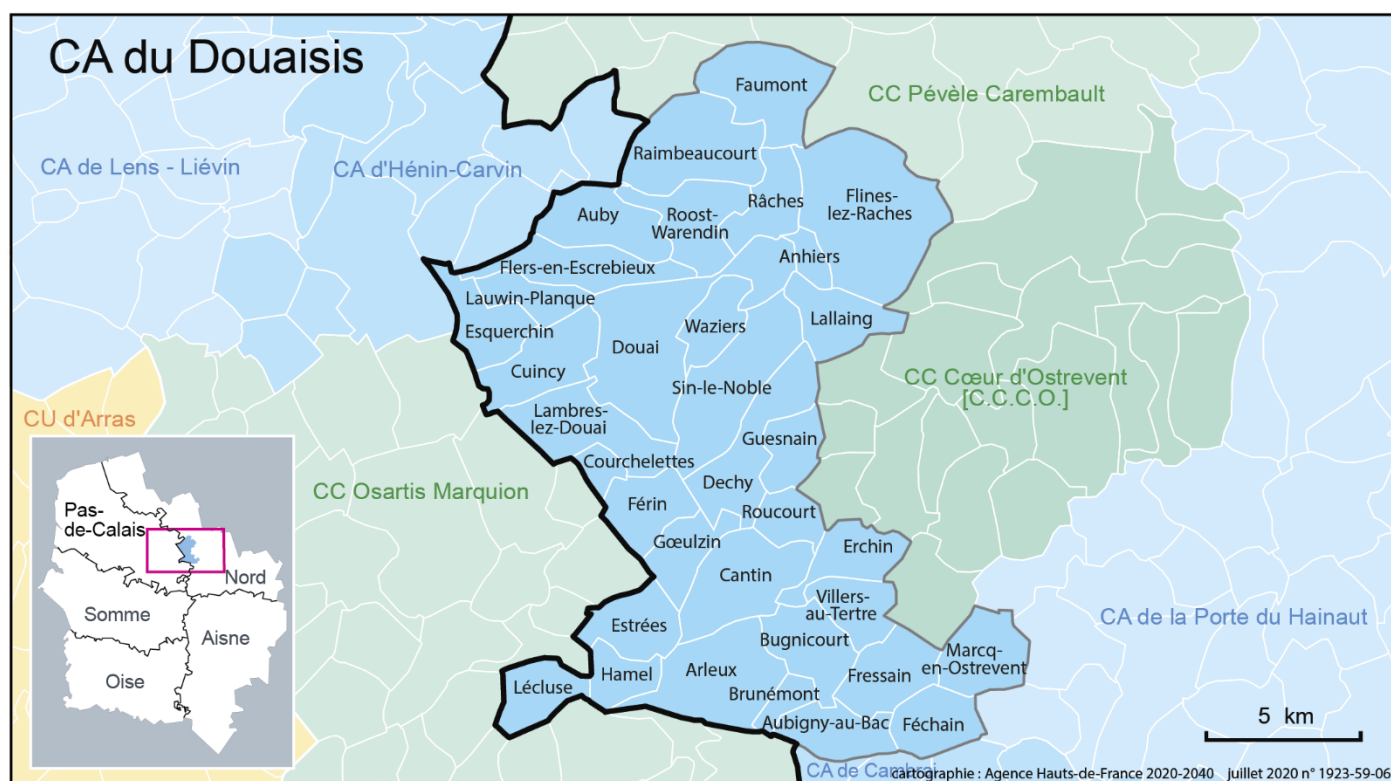 CA du Douaisis
Faumont
CC Pévèle Carembault
Raimbeaucourt
CA de Lens - Liévin
CA d'Hénin-Carvin
Râches
Flines-
lez-Raches
Auby
Roost-
Warendin
Anhiers
Flers-en-Escrebieux
Lauwin-Planque
Esquerchin
Waziers
Lallaing
Douai
Cuincy
Sin-le-Noble
CC Cœur d'Ostrevent
[C.C.C.O.]
CU d'Arras
Lambres-
lez-Douai
Guesnain
Courchelettes
CC Osartis Marquion
Dechy
Férin
Roucourt
Gœulzin
Erchin
Cantin
Villers-
au-Tertre
CA de la Porte du Hainaut
Estrées
Bugnicourt
Marcq-
en-Ostrevent
Hamel
Arleux
Fressain
Lécluse
Brunémont
Aubigny-au-Bac
Féchain
Pas-
de-Calais
Nord
Somme
Aisne
Oise
5 km
CA de Cambrai
cartographie : Agence Hauts-de-France 2020-2040 juillet 2020 n° 1923-59-06